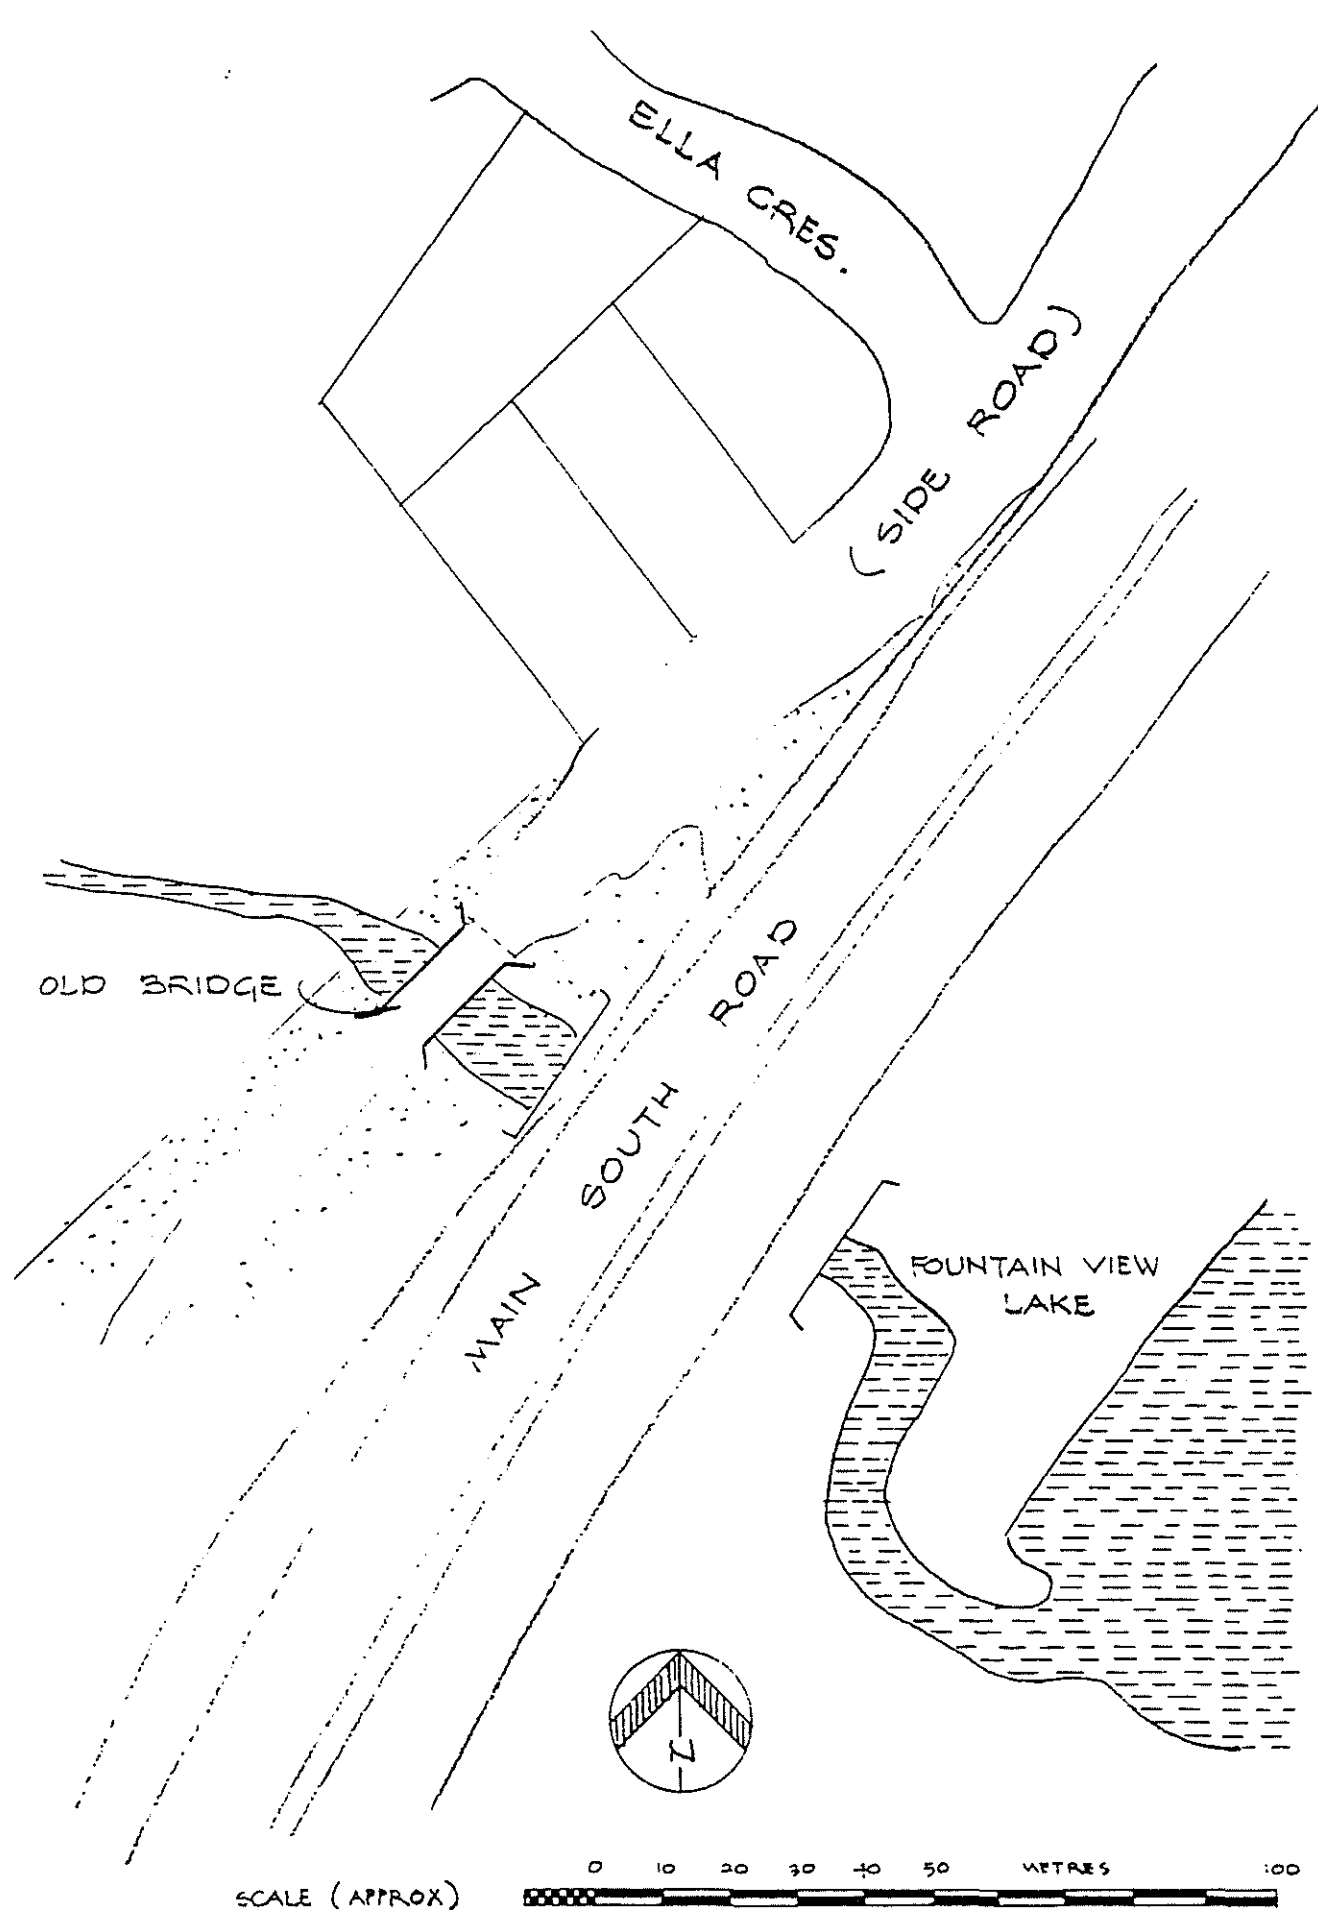 ELLA CRES.
(SIDE ROAD)
OLD BRIDGE
MAIN SOUTH ROAD
FOUNTAIN VIEW
LAKE
N
0 10 20 30 40 50 METRES 100
SCALE (APPROX)